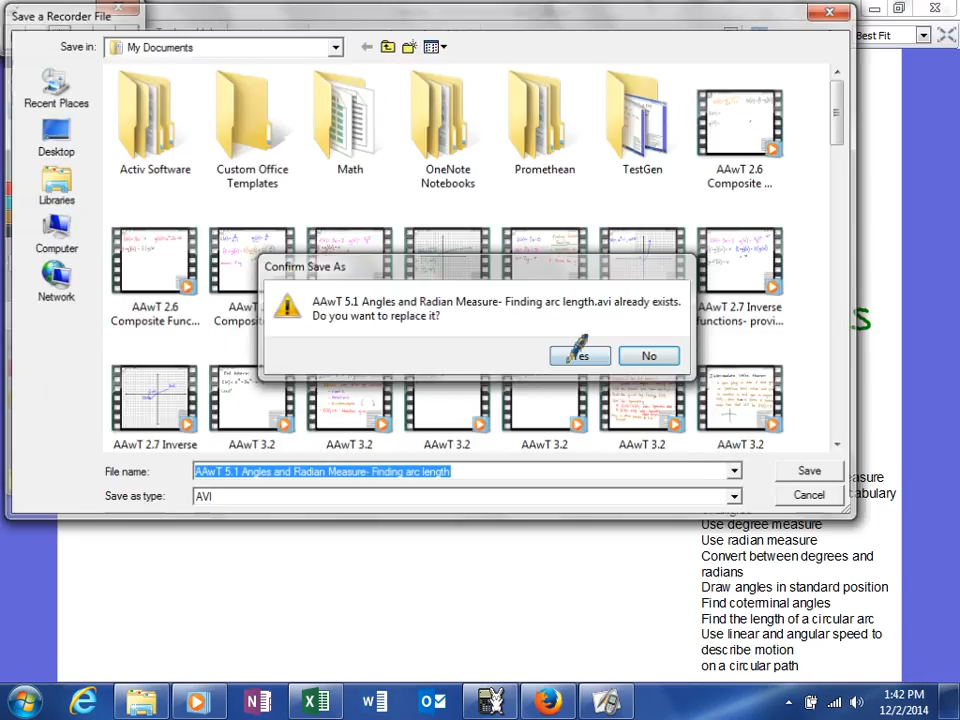 Save a Recorder File
Best Fit
Save in:
My Documents
Recent Places
Desktop
Libraries
Computer
Network
Activ Software
Custom Office
Templates
Math
OneNote
Notebooks
Promethean
TestGen
AAwT 2.6
Composite ...
AAwT 2.6
Composite Func...
AAwT 2.7 Inverse
functions- provi...
Confirm Save As
AAwT 5.1 Angles and Radian Measure- Finding arc length.avi already exists.
Do you want to replace it?
Yes
No
AAwT 2.7 Inverse
AAwT 3.2
AAwT 3.2
AAwT 3.2
AAwT 3.2
AAwT 3.2
AAwT 3.2
File name:
AAwT 5.1 Angles and Radian Measure- Finding arc length
Save
Save as type:
AVI
Cancel
Use degree measure
Use radian measure
Convert between degrees and
radians
Draw angles in standard position
Find coterminal angles
Find the length of a circular arc
Use linear and angular speed to
describe motion
on a circular path
1:42 PM
12/2/2014